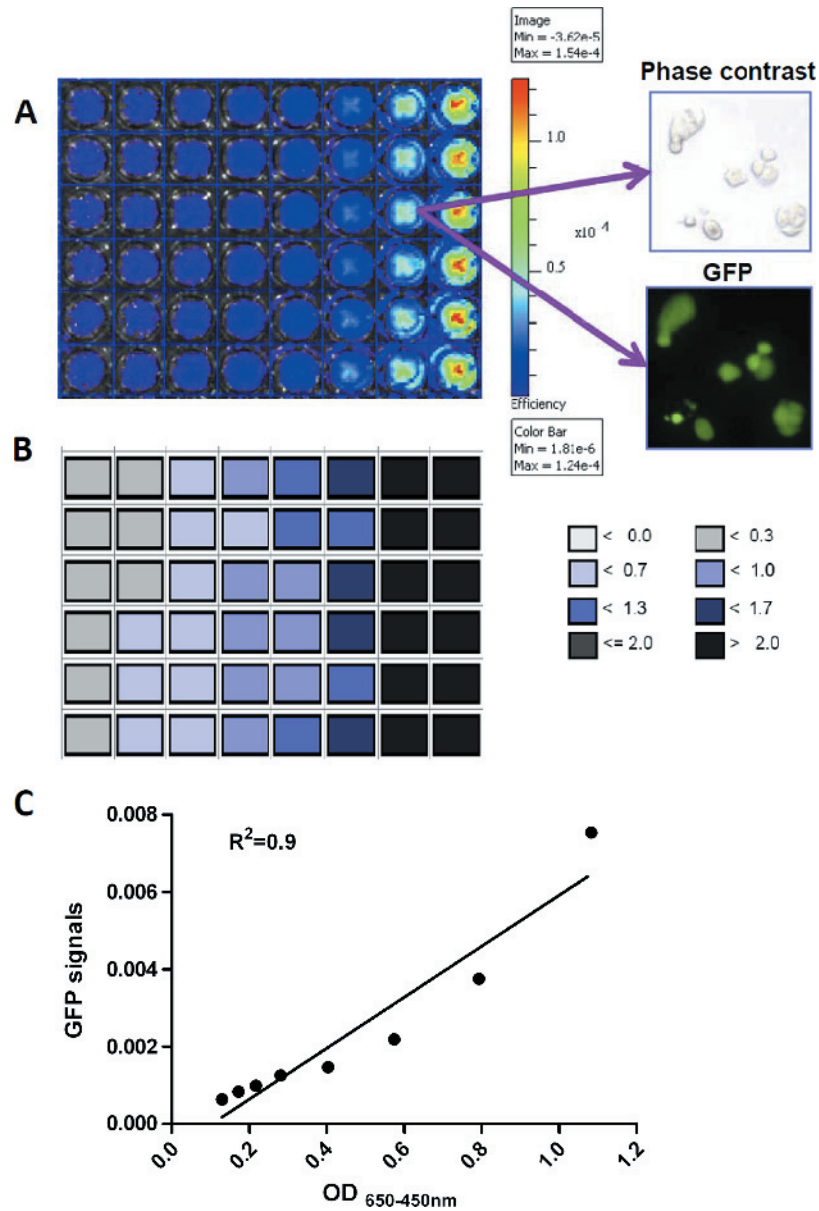 A
Image
Min = -3.62e-5
Max = 1.54e-4
1.0
x10 -4
0.5
Efficiency
Color Bar
Min = 1.81e-6
Max = 1.24e-4
Phase contrast
GFP
B
< 0.0
< 0.3
< 0.7
< 1.0
< 1.3
< 1.7
<= 2.0
> 2.0
C
R²=0.9
GFP signals
0.008
0.006
0.004
0.002
0.000
0.0
0.2
0.4
0.6
0.8
1.0
1.2
OD 650-450nm